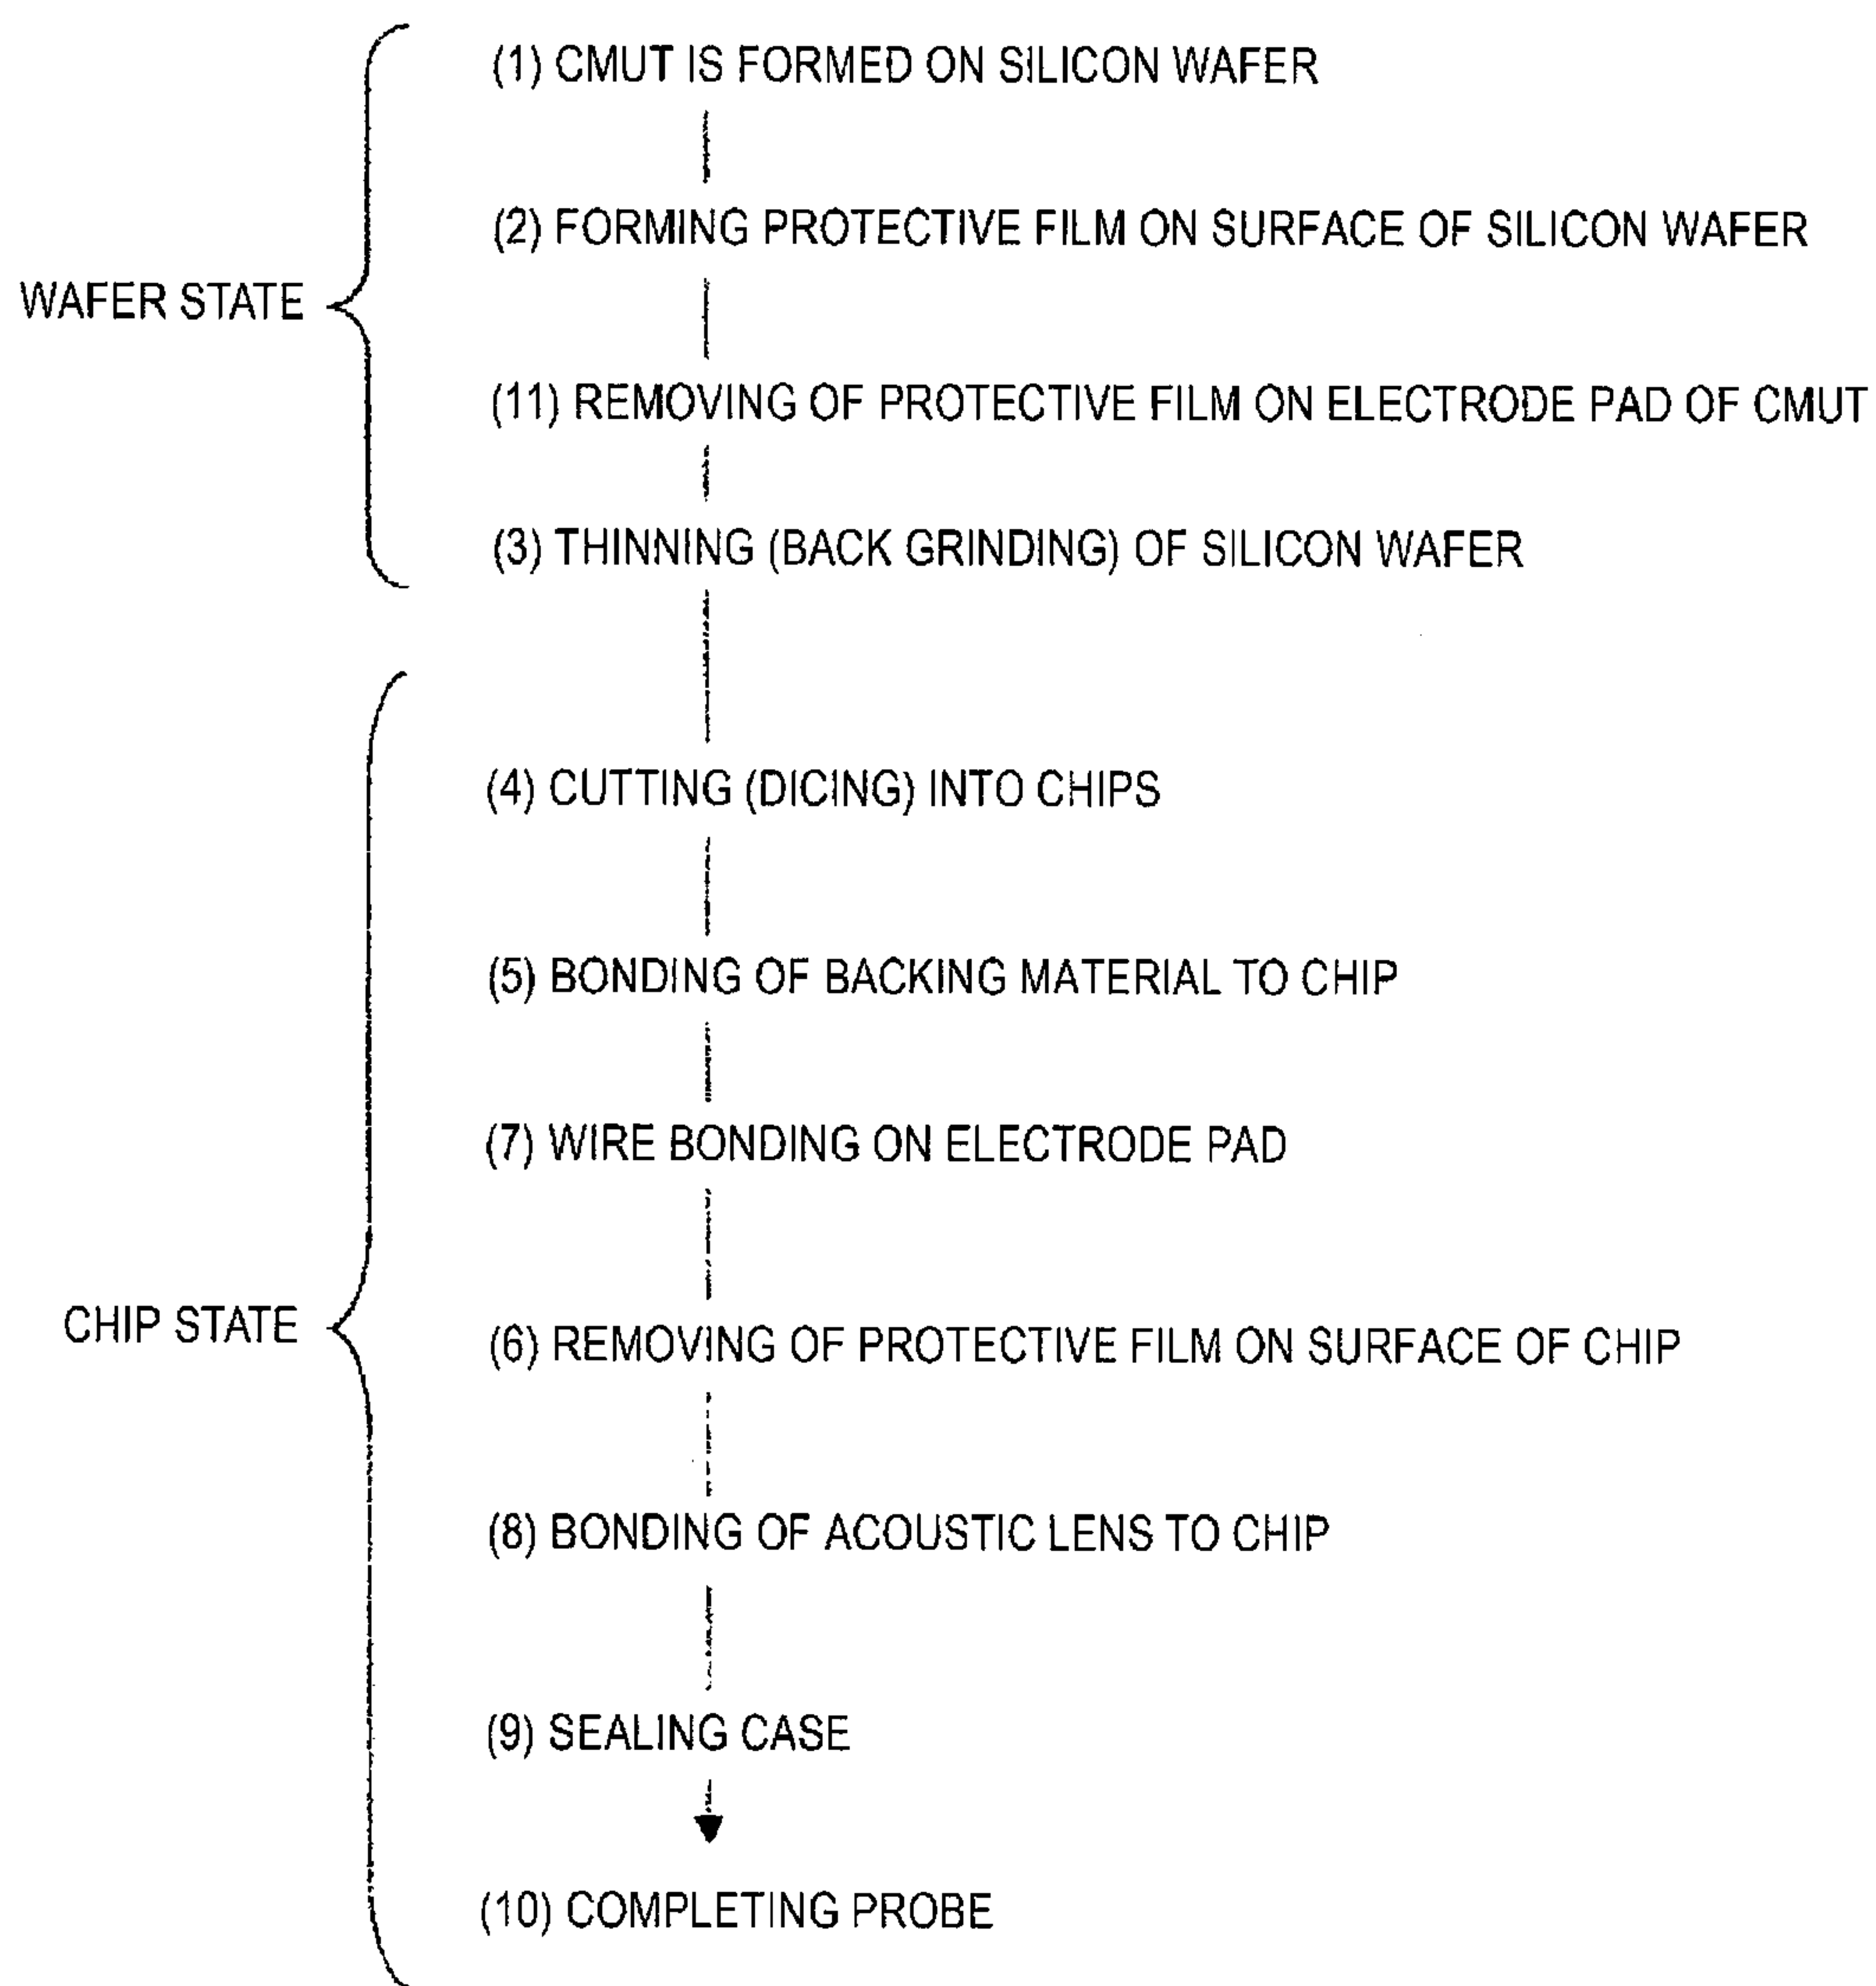 (1) CMUT IS FORMED ON SILICON WAFER
(2) FORMING PROTECTIVE FILM ON SURFACE OF SILICON WAFER
WAFER STATE
(11) REMOVING OF PROTECTIVE FILM ON ELECTRODE PAD OF CMUT
(3) THINNING (BACK GRINDING) OF SILICON WAFER
(4) CUTTING (DICING) INTO CHIPS
(5) BONDING OF BACKING MATERIAL TO CHIP
(7) WIRE BONDING ON ELECTRODE PAD
CHIP STATE
(6) REMOVING OF PROTECTIVE FILM ON SURFACE OF CHIP
(8) BONDING OF ACOUSTIC LENS TO CHIP
(9) SEALING CASE
(10) COMPLETING PROBE